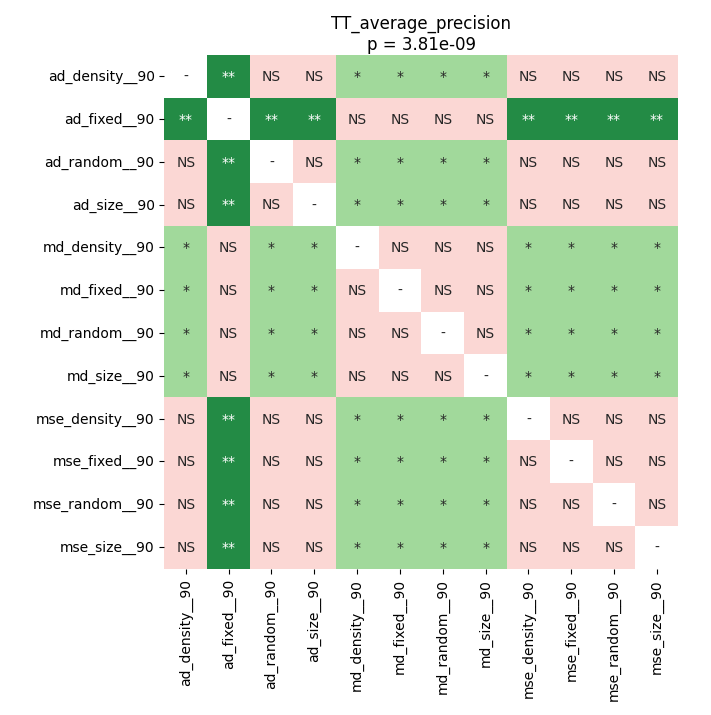 TT_average_precision
p = 3.81e-09
ad_density__90 - ** NS NS * * * * NS NS NS NS
ad_fixed__90 ** - ** ** NS NS NS NS ** ** ** **
ad_random__90 NS ** - NS * * * * NS NS NS NS
ad_size__90 NS ** NS - * * * * NS NS NS NS
md_density__90 * NS * * - NS NS NS * * * *
md_fixed__90 * NS * * NS - NS NS * * * *
md_random__90 * NS * * NS NS - NS * * * *
md_size__90 * NS * * NS NS NS - * * * *
mse_density__90 NS ** NS NS * * * * - NS NS NS
mse_fixed__90 NS ** NS NS * * * * NS - NS NS
mse_random__90 NS ** NS NS * * * * NS NS - NS
mse_size__90 NS ** NS NS * * * * NS NS NS -
ad_density__90
ad_fixed__90
ad_random__90
ad_size__90
md_density__90
md_fixed__90
md_random__90
md_size__90
mse_density__90
mse_fixed__90
mse_random__90
mse_size__90